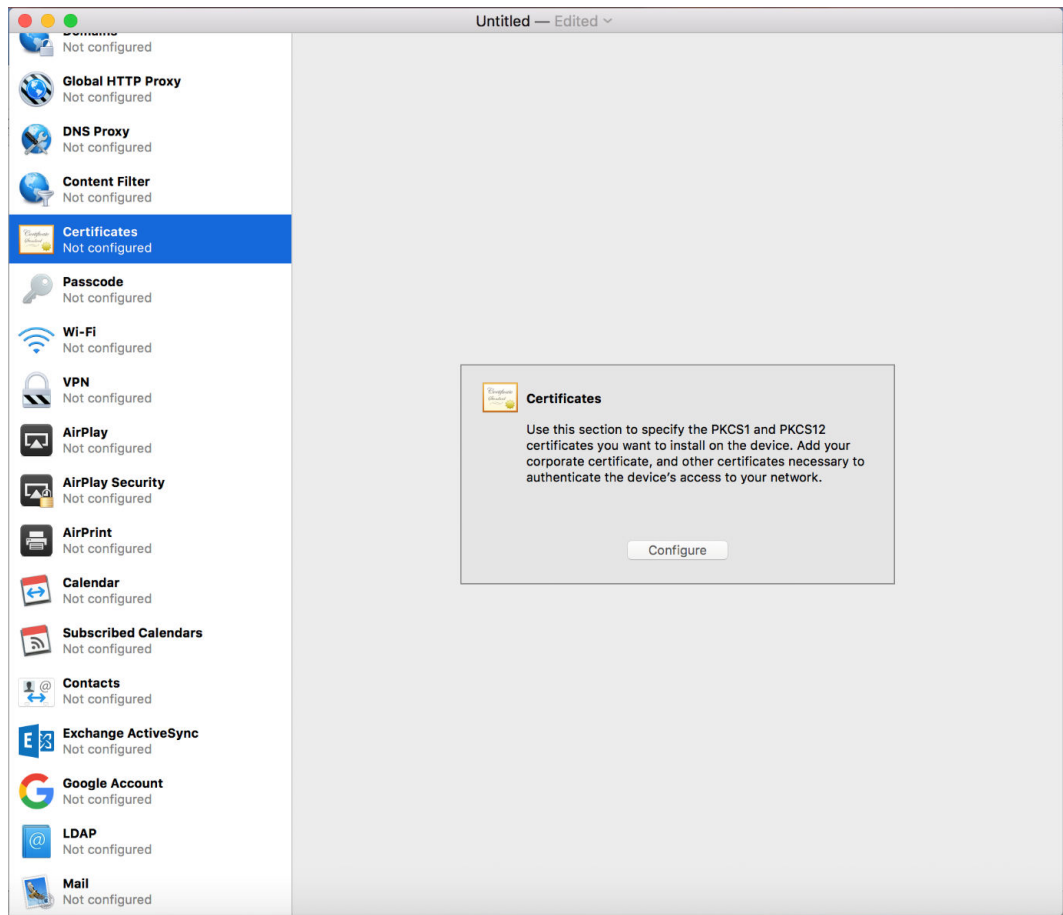 Untitled — Edited
Domains
Not configured
Global HTTP Proxy
Not configured
DNS Proxy
Not configured
Content Filter
Not configured
Certificates
Not configured
Passcode
Not configured
Wi-Fi
Not configured
VPN
Not configured
AirPlay
Not configured
AirPlay Security
Not configured
AirPrint
Not configured
Calendar
Not configured
Subscribed Calendars
Not configured
Contacts
Not configured
Exchange ActiveSync
Not configured
Google Account
Not configured
LDAP
Not configured
Mail
Not configured
Certificates
Use this section to specify the PKCS1 and PKCS12
certificates you want to install on the device. Add your
corporate certificate, and other certificates necessary to
authenticate the device's access to your network.
Configure